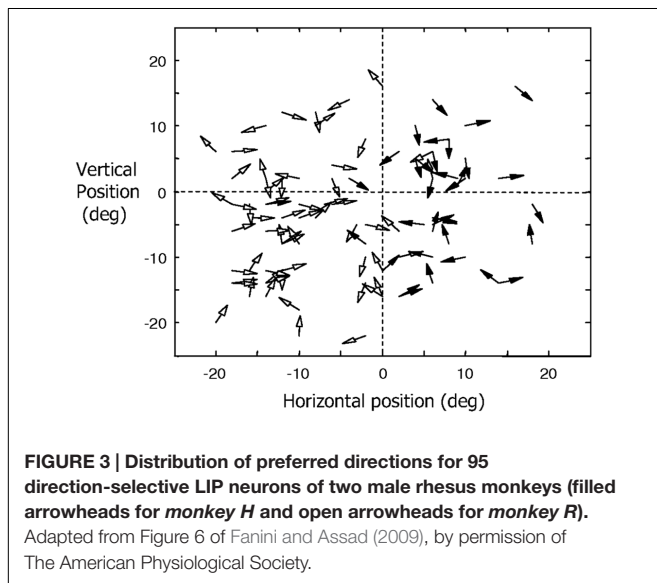 20
10
Vertical
Position
(deg)
0
-10
-20
-20 -10 0 10 20
Horizontal position (deg)
FIGURE 3 | Distribution of preferred directions for 95
direction-selective LIP neurons of two male rhesus monkeys (filled
arrowheads for monkey H and open arrowheads for monkey R).
Adapted from Figure 6 of Fanini and Assad (2009), by permission of
The American Physiological Society.